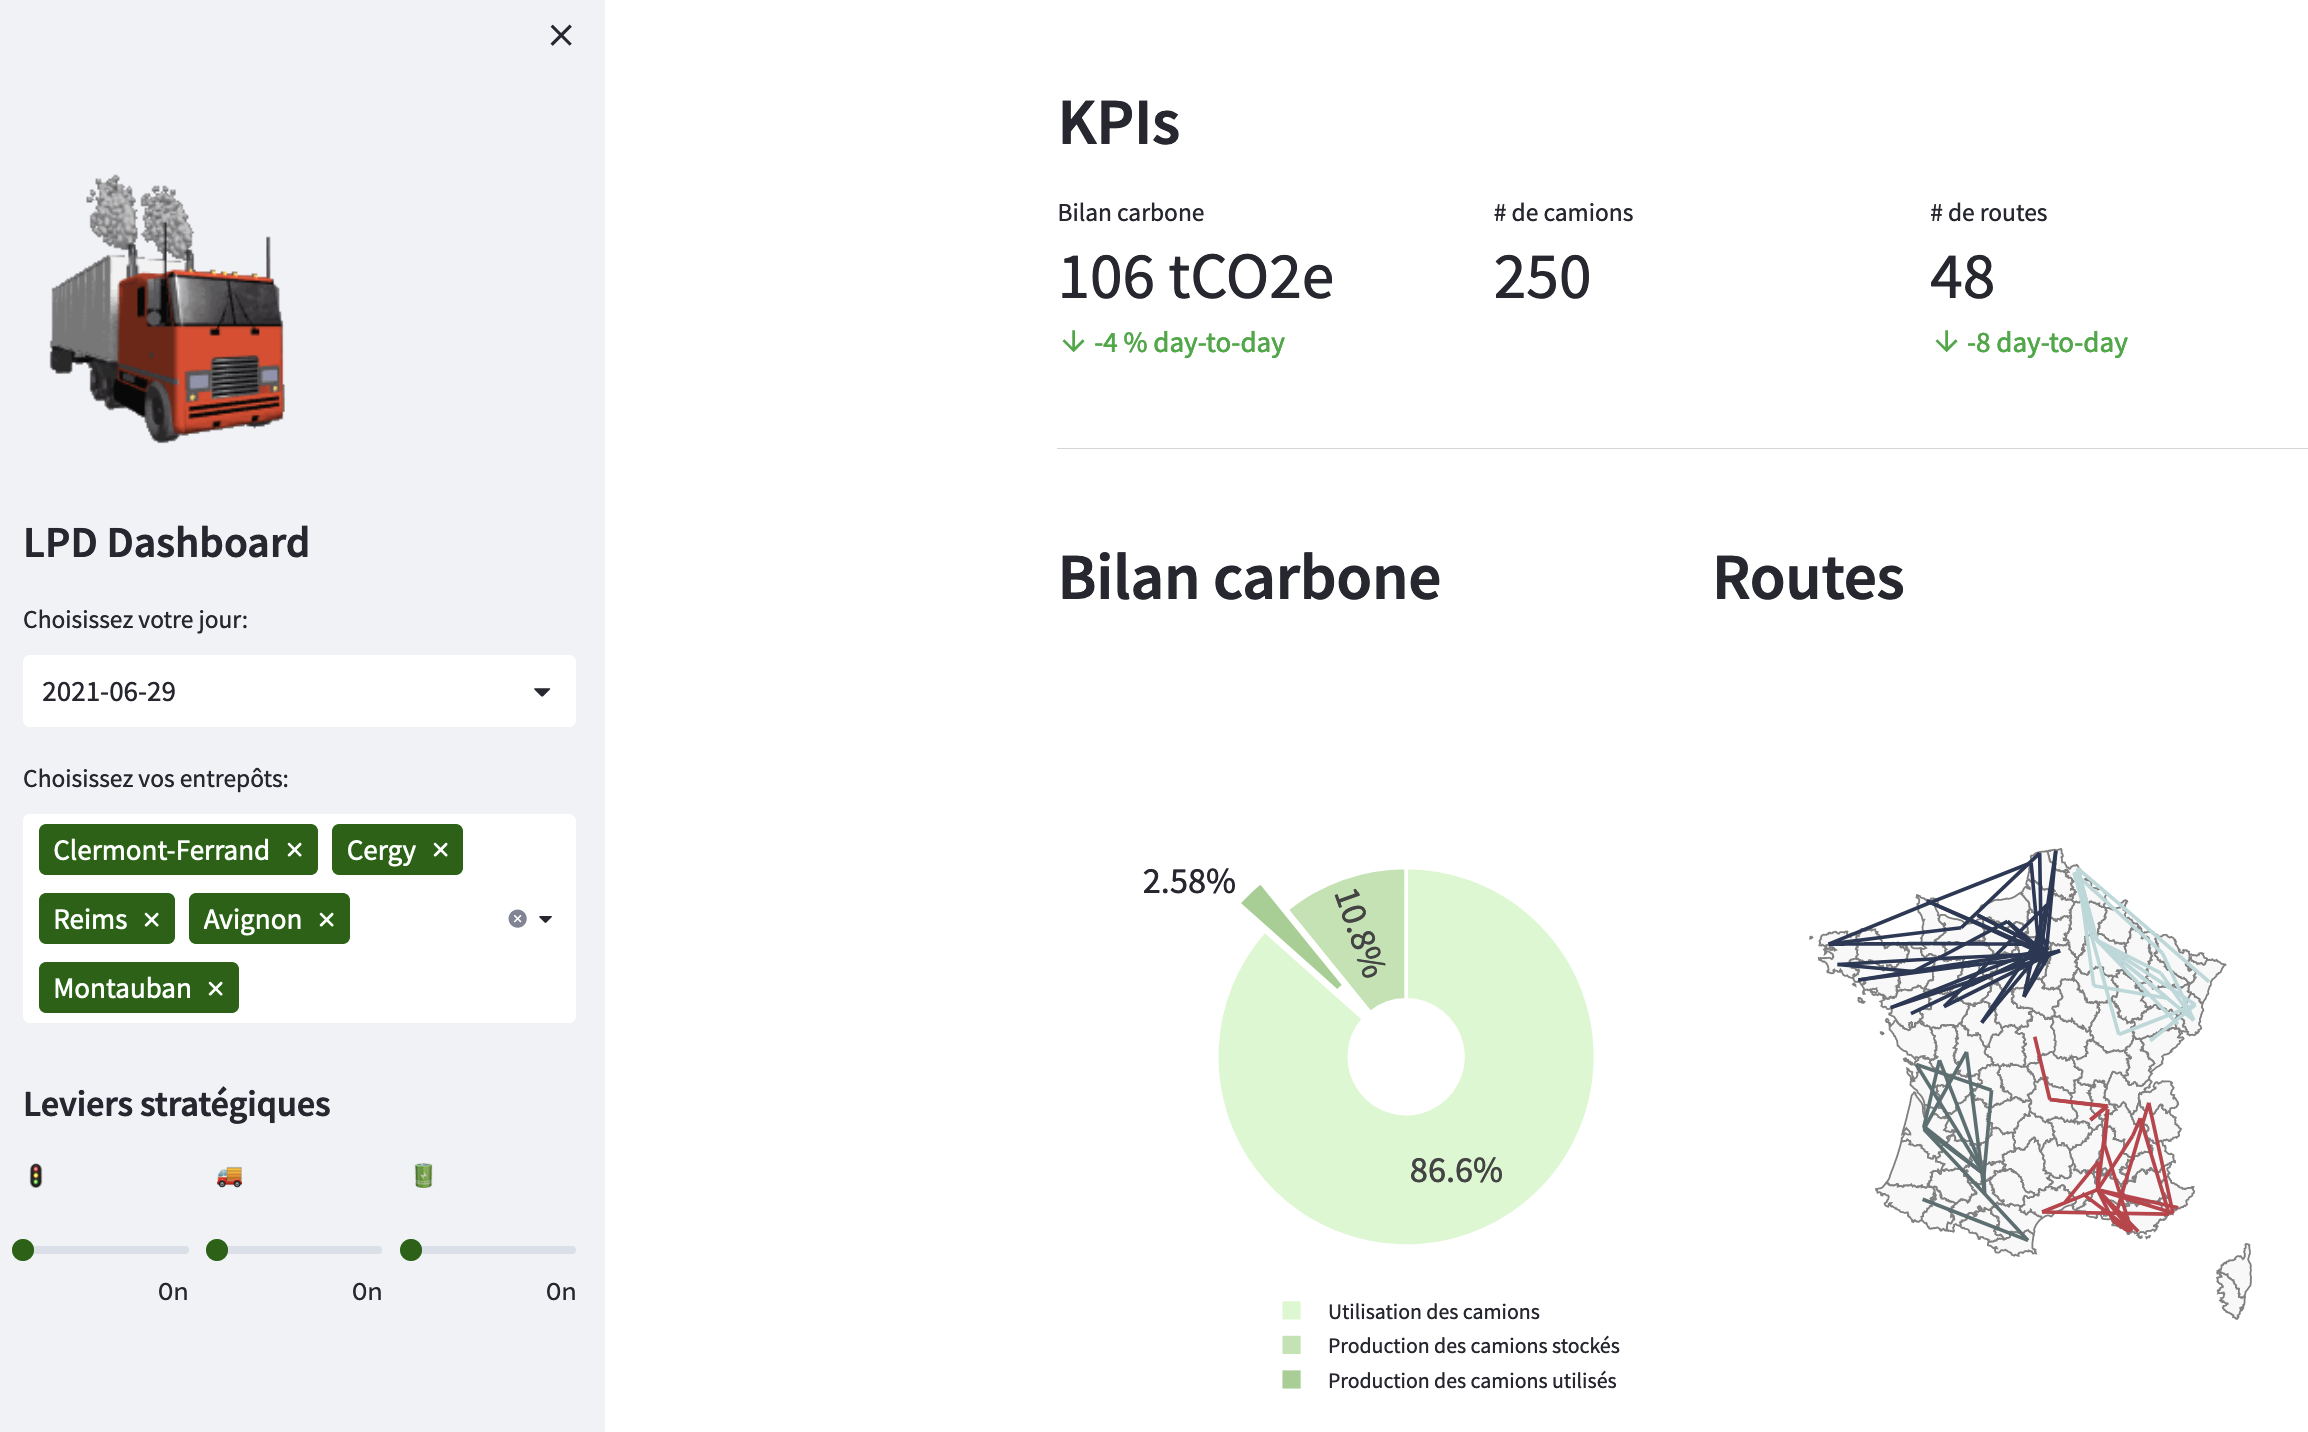 LPD Dashboard
Choisissez votre jour:
2021-06-29
Choisissez vos entrepôts:
Clermont-Ferrand
Cergy
Reims
Avignon
Montauban
Leviers stratégiques
0n
0n
0n
KPIs
Bilan carbone
106 tCO2e
-4 % day-to-day
# de camions
250
# de routes
48
-8 day-to-day
Bilan carbone
2.58%
10.8%
86.6%
Utilisation des camions
Production des camions stockés
Production des camions utilisés
Routes